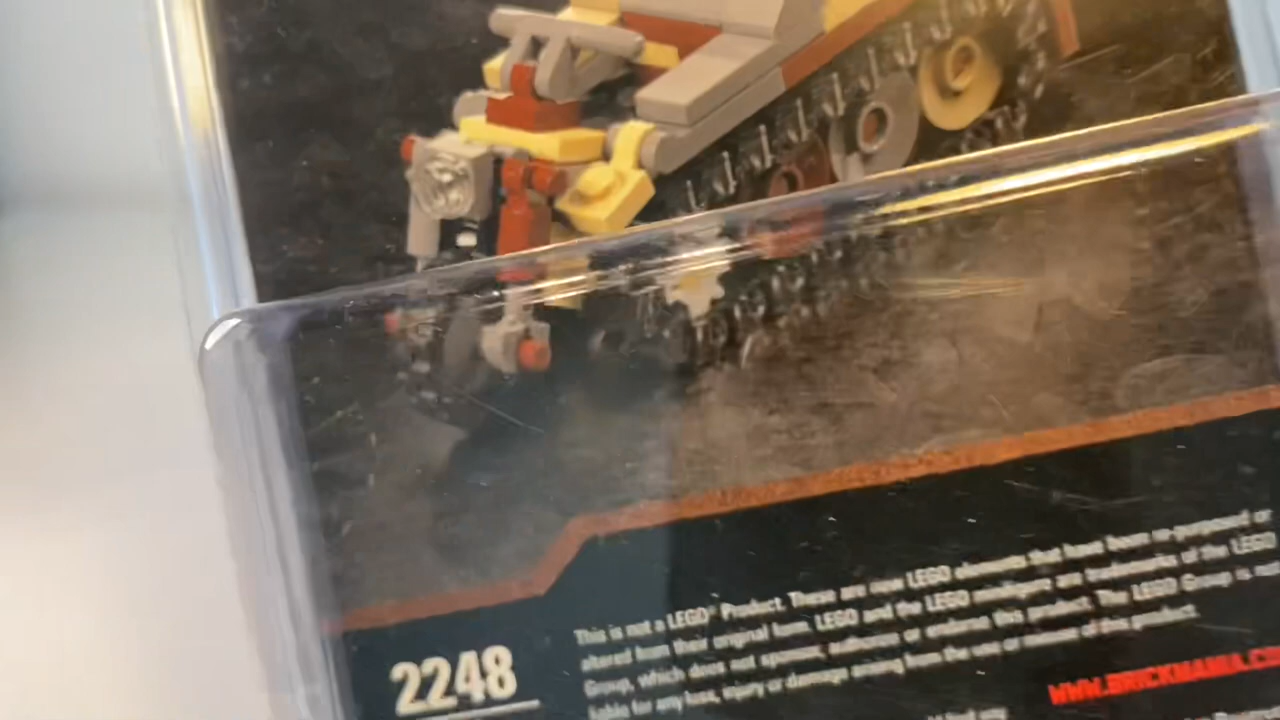 This is not a LEGO® Product. These are new LEGO elements that have been re-purposed or
altered from their original form. LEGO and the LEGO minifigure are trademarks of the LEGO
Group, which does not sponsor, authorize or endorse this product. The LEGO Group is not
liable for any loss, injury or damage arising from the use or misuse of this product.
2248
WWW.BRICKMANIA.CO